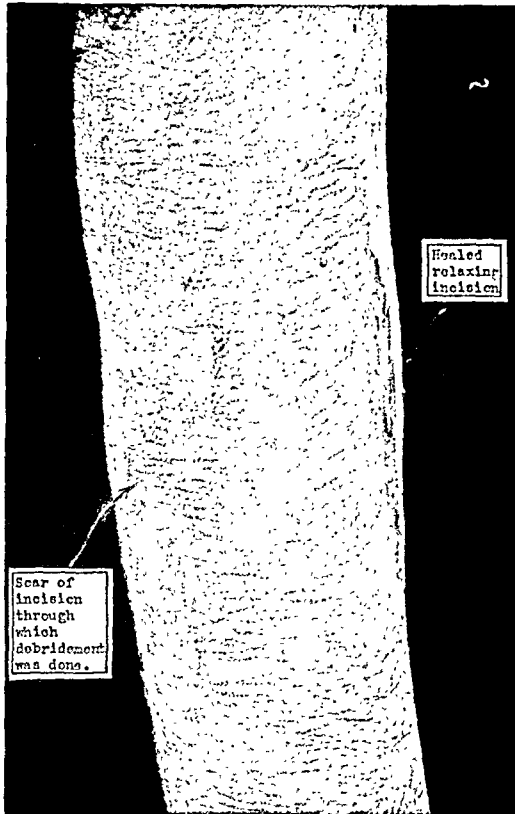 Healed
relaxing
incision
Scar of
incision
through
which
debridement
was done.